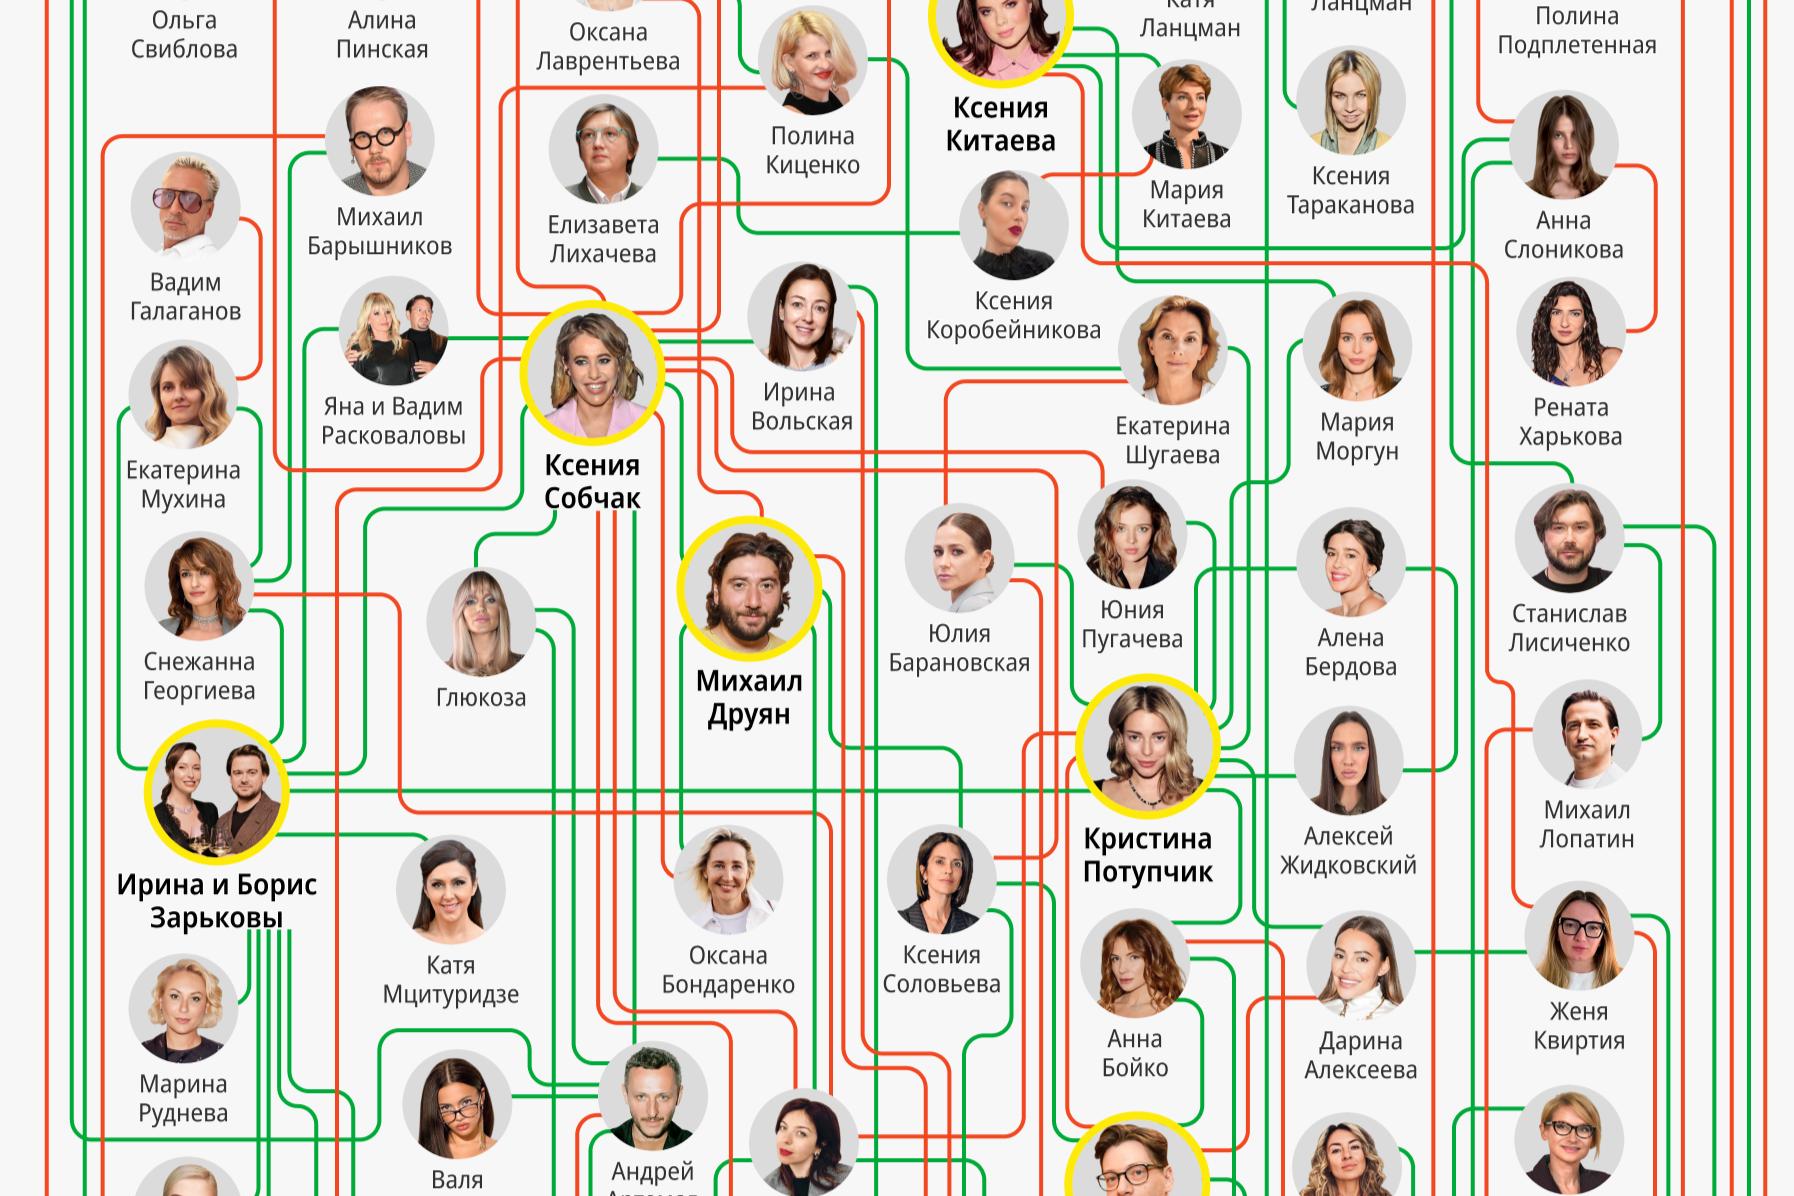 Ольга
Свиблова
Алина
Пинская
Оксана
Лаврентьева
Полина
Киценко
Ксения
Китаева
Катя
Ланцман
Ланцман
Полина
Подплетенная
Вадим
Галаганов
Михаил
Барышников
Елизавета
Лихачева
Ксения
Коробейникова
Мария
Китаева
Ксения
Тараканова
Анна
Слоникова
Екатерина
Мухина
Яна и Вадим
Расковаловы
Ксения
Собчак
Ирина
Вольская
Екатерина
Шугаева
Мария
Моргун
Рената
Харькова
Снежанна
Георгиева
Глюкоза
Михаил
Друян
Юлия
Барановская
Юния
Пугачева
Алена
Бердова
Станислав
Лисиченко
Ирина и Борис
Зарьковы
Катя
Мцитуридзе
Оксана
Бондаренко
Ксения
Соловьева
Кристина
Потупчик
Алексей
Жидковский
Михаил
Лопатин
Марина
Руднева
Анна
Бойко
Дарина
Алексеева
Женя
Квиртия
Валя
Андрей